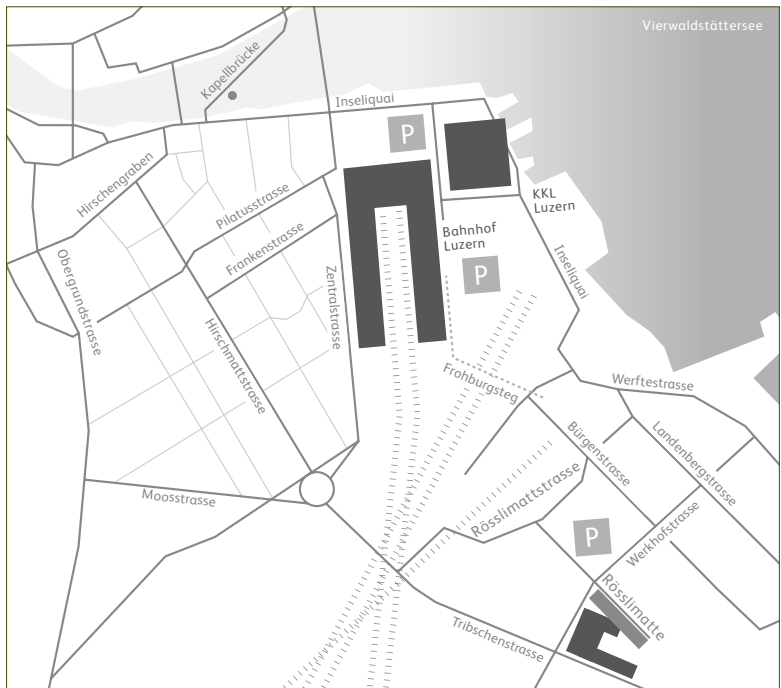 Vierwaldstättersee
Kapellbrücke
Inseliquai
P
Hirschengraben
Pilatusstrasse
KKL
Luzern
Bahnhof
Luzern
Frankenstrasse
Obergrundstrasse
Zentralstrasse
P
Inseliquai
Hirschmattstrasse
Frohburgsteg
Werftestrasse
Bürgenstrasse
Landenbergstrasse
Moosstrasse
Rösslimattstrasse
P
Werkhofstrasse
Rösslimatte
Tribschenstrasse